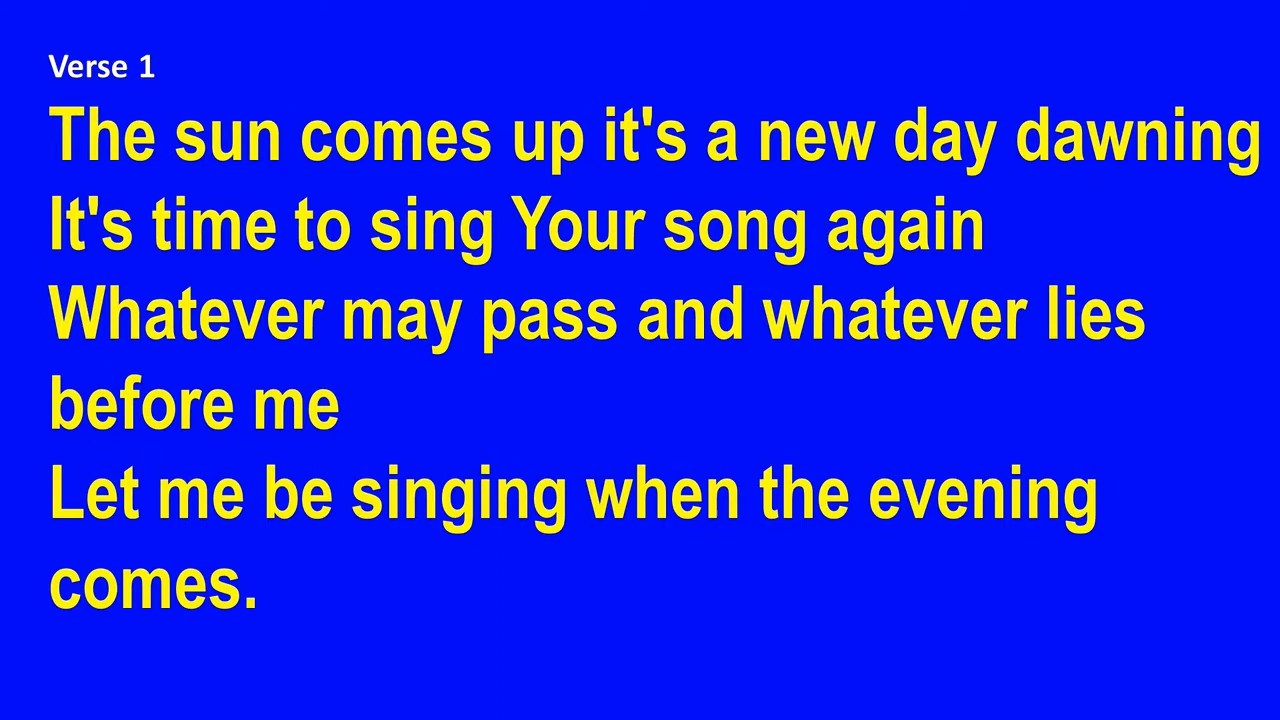 Verse 1
The sun comes up it's a new day dawning
It's time to sing Your song again
Whatever may pass and whatever lies
before me
Let me be singing when the evening
comes.